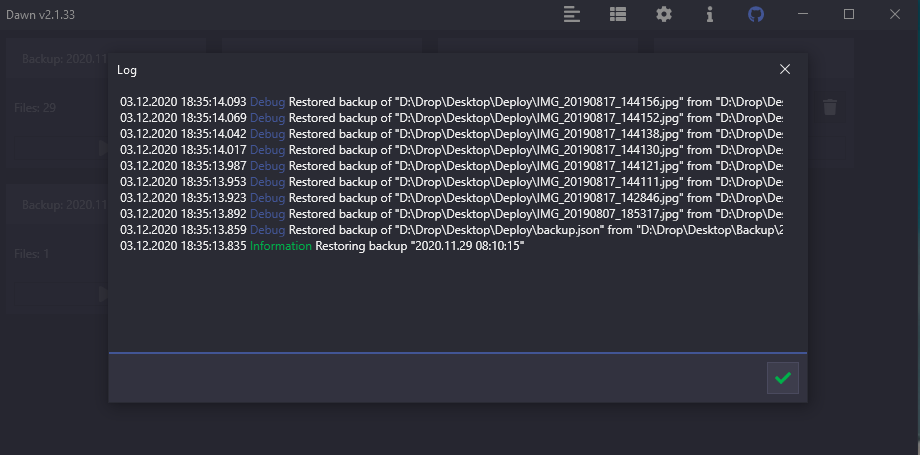 Dawn v2.1.33
Backup: 2020.11
Files: 29
Backup: 2020.11
Files: 1
Log
03.12.2020 18:35:14.093 Debug Restored backup of "D:\Drop\Desktop\Deploy\IMG_20190817_144156.jpg" from "D:\Drop\Des
03.12.2020 18:35:14.069 Debug Restored backup of "D:\Drop\Desktop\Deploy\IMG_20190817_144152.jpg" from "D:\Drop\Des
03.12.2020 18:35:14.042 Debug Restored backup of "D:\Drop\Desktop\Deploy\IMG_20190817_144138.jpg" from "D:\Drop\Des
03.12.2020 18:35:14.017 Debug Restored backup of "D:\Drop\Desktop\Deploy\IMG_20190817_144130.jpg" from "D:\Drop\Des
03.12.2020 18:35:13.987 Debug Restored backup of "D:\Drop\Desktop\Deploy\IMG_20190817_144121.jpg" from "D:\Drop\Des
03.12.2020 18:35:13.953 Debug Restored backup of "D:\Drop\Desktop\Deploy\IMG_20190817_144111.jpg" from "D:\Drop\Des
03.12.2020 18:35:13.923 Debug Restored backup of "D:\Drop\Desktop\Deploy\IMG_20190817_142846.jpg" from "D:\Drop\Des
03.12.2020 18:35:13.892 Debug Restored backup of "D:\Drop\Desktop\Deploy\IMG_20190807_185317.jpg" from "D:\Drop\Des
03.12.2020 18:35:13.859 Debug Restored backup of "D:\Drop\Desktop\Deploy\backup.json" from "D:\Drop\Desktop\Backup\2
03.12.2020 18:35:13.835 Information Restoring backup "2020.11.29 08:10:15"